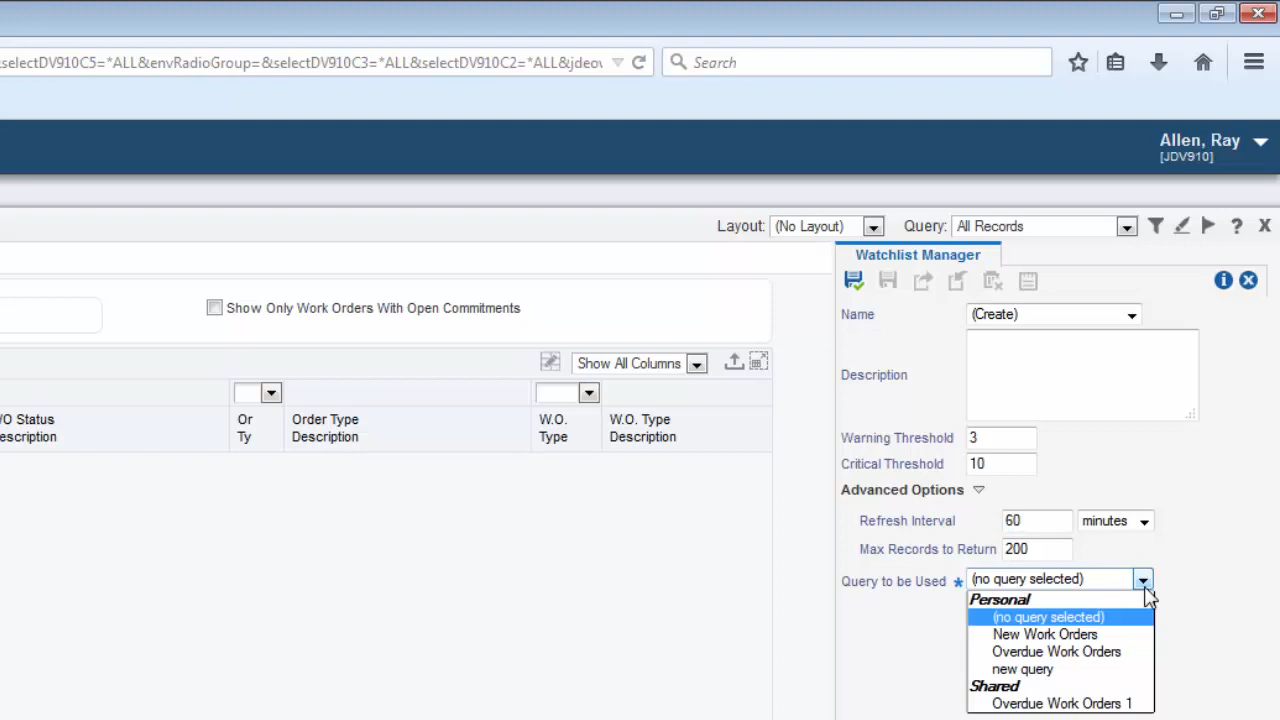 selectDV910C5=*ALL&envRadioGroup=&selectDV910C3=*ALL&selectDV910C2=*ALL&jdeov
Search
Allen, Ray
[JDV910]
Layout: (No Layout) Query: All Records
Watchlist Manager
Show Only Work Orders With Open Commitments
Name (Create)
Description
Show All Columns
/O Status
escription
Or
Ty
Order Type
Description
W.O.
Type
W.O. Type
Description
Warning Threshold 3
Critical Threshold 10
Advanced Options
Refresh Interval 60 minutes
Max Records to Return 200
Query to be Used * (no query selected)
Personal
(no query selected)
New Work Orders
Overdue Work Orders
new query
Shared
Overdue Work Orders 1